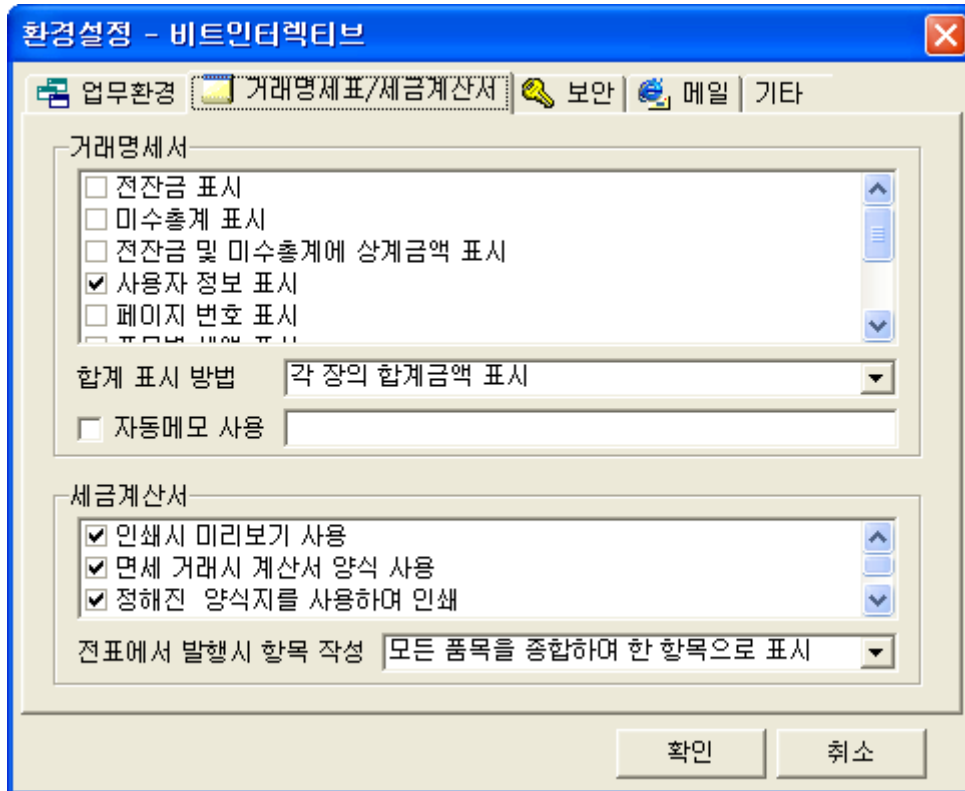 환경설정 - 비트인터렉티브
업무환경 거래명세표/세금계산서 보안 메일 기타
거래명세서
전잔금 표시
미수총계 표시
전잔금 및 미수총계에 상계금액 표시
사용자 정보 표시
페이지 번호 표시
합계 표시 방법 각 장의 합계금액 표시
자동메모 사용
세금계산서
인쇄시 미리보기 사용
면세 거래시 계산서 양식 사용
정해진 양식지를 사용하여 인쇄
전표에서 발행시 항목 작성 모든 품목을 종합하여 한 항목으로 표시
확인 취소